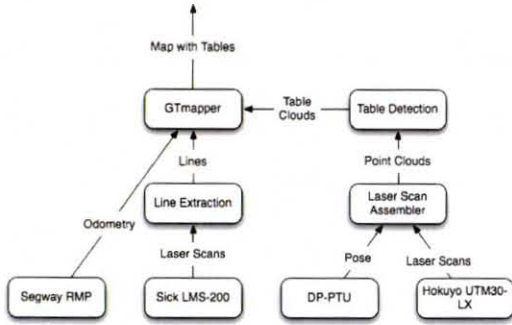 Map with Tables
GTmapper
Table
Clouds
Table Detection
Lines
Point Clouds
Odometry
Line Extraction
Laser Scan
Assembler
Laser Scans
Pose
Laser Scans
Segway RMP
Sick LMS-200
DP-PTU
Hokuyo UTM30-
LX